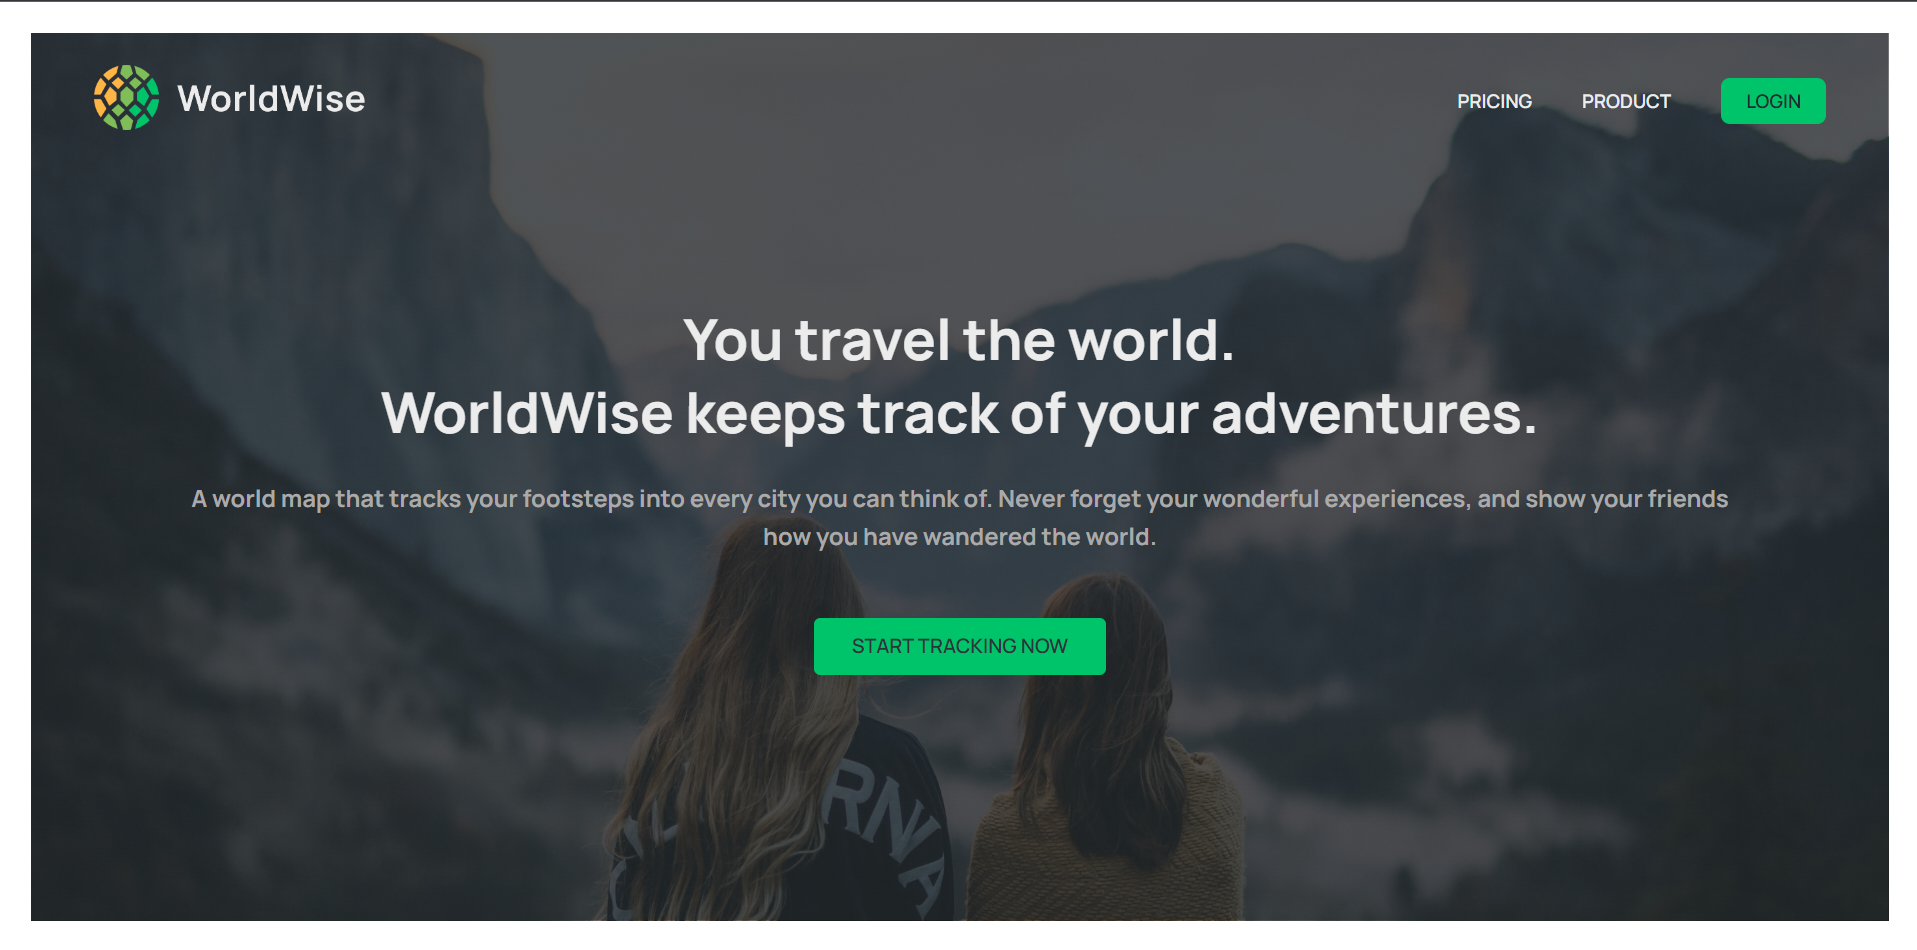 WorldWise
PRICING
PRODUCT
LOGIN
You travel the world.
WorldWise keeps track of your adventures.
A world map that tracks your footsteps into every city you can think of. Never forget your wonderful experiences, and show your friends
how you have wandered the world.
START TRACKING NOW